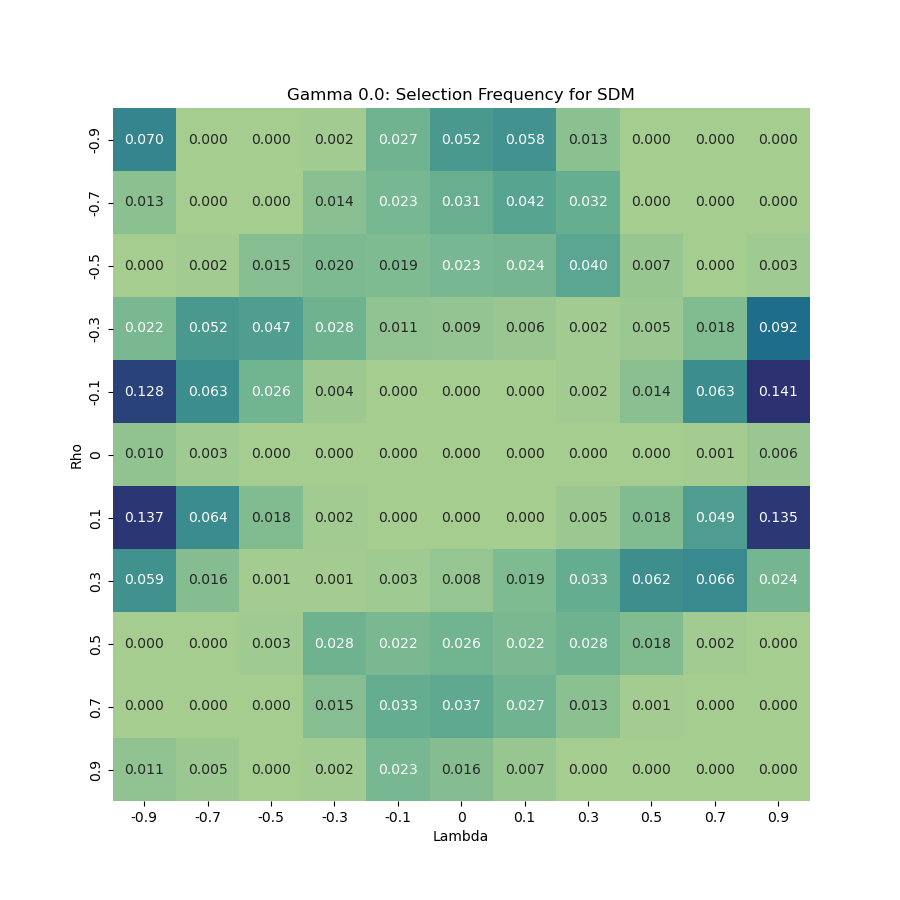 Gamma 0.0: Selection Frequency for SDM
-0.9 0.070 0.000 0.000 0.002 0.027 0.052 0.058 0.013 0.000 0.000 0.000
-0.7 0.013 0.000 0.000 0.014 0.023 0.031 0.042 0.032 0.000 0.000 0.000
-0.5 0.000 0.002 0.015 0.020 0.019 0.023 0.024 0.040 0.007 0.000 0.003
-0.3 0.022 0.052 0.047 0.028 0.011 0.009 0.006 0.002 0.005 0.018 0.092
-0.1 0.128 0.063 0.026 0.004 0.000 0.000 0.000 0.002 0.014 0.063 0.141
Rho
0 0.010 0.003 0.000 0.000 0.000 0.000 0.000 0.000 0.000 0.001 0.006
0.1 0.137 0.064 0.018 0.002 0.000 0.000 0.000 0.005 0.018 0.049 0.135
0.3 0.059 0.016 0.001 0.001 0.003 0.008 0.019 0.033 0.062 0.066 0.024
0.5 0.000 0.000 0.003 0.028 0.022 0.026 0.022 0.028 0.018 0.002 0.000
0.7 0.000 0.000 0.000 0.015 0.033 0.037 0.027 0.013 0.001 0.000 0.000
0.9 0.011 0.005 0.000 0.002 0.023 0.016 0.007 0.000 0.000 0.000 0.000
-0.9 -0.7 -0.5 -0.3 -0.1 0 0.1 0.3 0.5 0.7 0.9
Lambda